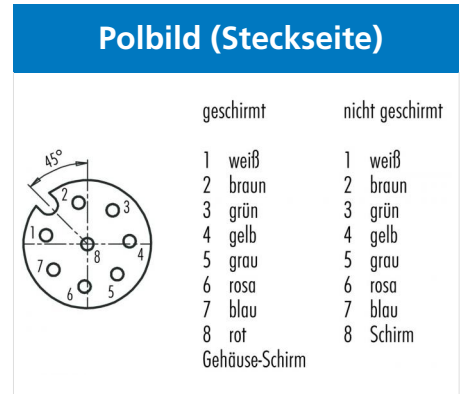 Polbild (Steckseite)
geschirmt
nicht geschirmt
45°
2
3
1
4
8
7
6
5
1 weiß
2 braun
3 grün
4 gelb
5 grau
6 rosa
7 blau
8 rot
Gehäuse-Schirm
1 weiß
2 braun
3 grün
4 gelb
5 grau
6 rosa
7 blau
8 Schirm